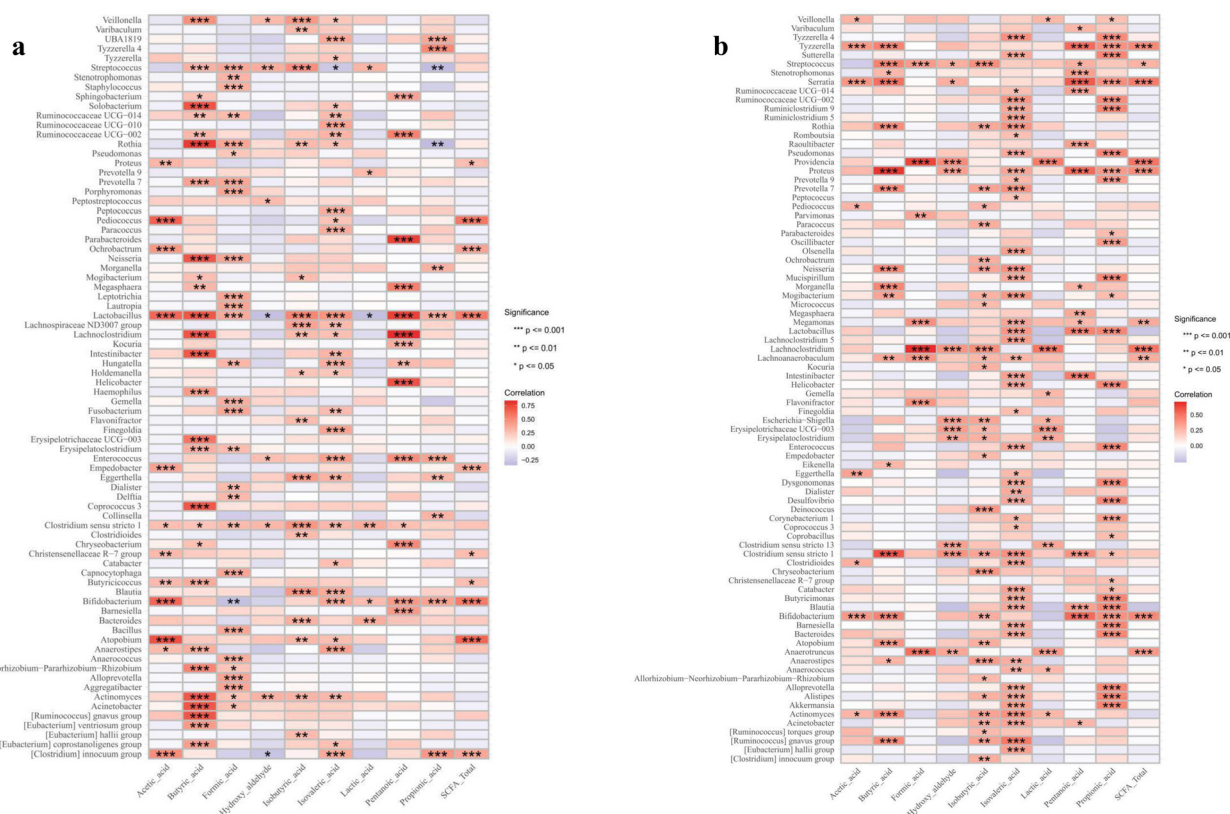 a
Veillonella
Varibaculum
UBA1819
Tyzzerella 4
Tyzzerella
Streptococcus
Stenotrophomonas
Staphylococcus
Sphingobacterium
Solobacterium
Ruminococcaceae UCG−014
Ruminococcaceae UCG−010
Ruminococcaceae UCG−002
Rothia
Pseudomonas
Proteus
Prevotella 9
Prevotella 7
Porphyromonas
Peptostreptococcus
Peptococcus
Pediococcus
Paracoccus
Parabacteroides
Ochrobactrum
Neisseria
Morganella
Mogibacterium
Megasphaera
Leptotrichia
Lautropia
Lactobacillus
Lachnospiraceae ND3007 group
Lachnoclostridium
Kocuria
Intestinibacter
Hungatella
Holdemanella
Helicobacter
Haemophilus
Gemella
Fusobacterium
Flavonifractor
Finegoldia
Erysipelotrichaceae UCG−003
Erysipelatoclostridium
Enterococcus
Empedobacter
Eggerthella
Dialister
Delftia
Coprococcus 3
Collinsella
Clostridium sensu stricto 1
Clostridioides
Chryseobacterium
Christensenellaceae R−7 group
Catabacter
Capnocytophaga
Butyricicoccus
Blautia
Bifidobacterium
Barnesiella
Bacteroides
Bacillus
Atopobium
Anaerostipes
Anaerococcus
orhizobium−Pararhizobium−Rhizobium
Alloprevotella
Aggregatibacter
Actinomyces
Acinetobacter
[Ruminococcus] gnavus group
[Eubacterium] ventriosum group
[Eubacterium] hallii group
[Eubacterium] coprostanoligenes group
[Clostridium] innocuum group
Acetic_acid
Butyric_acid
Formic_acid
Hydroxy_aldehyde
Isobutyric_acid
Isovaleric_acid
Lactic_acid
Pentanoic_acid
Propionic_acid
SCFA_Total
Significance
*** p <= 0.001
** p <= 0.01
* p <= 0.05
Correlation
0.75
0.50
0.25
0.00
−0.25
b
Veillonella
Varibaculum
Tyzzerella 4
Tyzzerella
Sutterella
Streptococcus
Stenotrophomonas
Serratia
Ruminococcaceae UCG−014
Ruminococcaceae UCG−002
Ruminiclostridium 9
Ruminiclostridium 5
Rothia
Romboutsia
Raoultibacter
Pseudomonas
Providencia
Proteus
Prevotella 9
Prevotella 7
Peptococcus
Pediococcus
Parvimonas
Paracoccus
Parabacteroides
Oscillibacter
Olsenella
Ochrobactrum
Neisseria
Mucispirillum
Morganella
Mogibacterium
Micrococcus
Megasphaera
Megamonas
Lactobacillus
Lachnoclostridium 5
Lachnoclostridium
Lachnoanaerobaculum
Kocuria
Intestinibacter
Helicobacter
Gemella
Flavonifractor
Finegoldia
Escherichia−Shigella
Erysipelotrichaceae UCG−003
Erysipelatoclostridium
Enterococcus
Empedobacter
Eikenella
Eggerthella
Dysgonomonas
Dialister
Desulfovibrio
Deinococcus
Corynebacterium 1
Coprococcus 3
Coprobacillus
Clostridium sensu stricto 13
Clostridium sensu stricto 1
Clostridioides
Chryseobacterium
Christensenellaceae R−7 group
Catabacter
Butyricimonas
Blautia
Bifidobacterium
Barnesiella
Bacteroides
Atopobium
Anaerotruncus
Anaerostipes
Anaerococcus
Allorhizobium−Neorhizobium−Pararhizobium−Rhizobium
Alloprevotella
Alistipes
Akkermansia
Actinomyces
Acinetobacter
[Ruminococcus] torques group
[Ruminococcus] gnavus group
[Eubacterium] hallii group
[Clostridium] innocuum group
Acetic_acid
Butyric_acid
Formic_acid
Hydroxy_aldehyde
Isobutyric_acid
Isovaleric_acid
Lactic_acid
Pentanoic_acid
Propionic_acid
SCFA_Total
Significance
*** p <= 0.001
** p <= 0.01
* p <= 0.05
Correlation
0.50
0.25
0.00